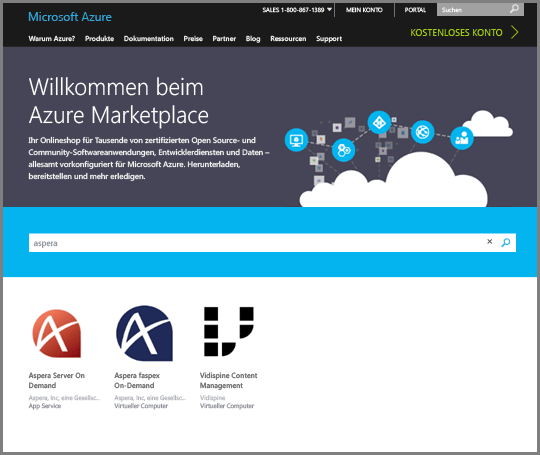 Microsoft Azure
SALES 1-800-867-1389
MEIN KONTO
PORTAL
Suchen
Warum Azure? Produkte Dokumentation Preise Partner Blog Ressourcen Support
KOSTENLOSES KONTO
Willkommen beim
Azure Marketplace
Ihr Onlineshop für Tausende von zertifizierten Open Source- und
Community-Softwareanwendungen, Entwicklerdiensten und Daten –
allesamt vorkonfiguriert für Microsoft Azure. Herunterladen,
bereitstellen und mehr erledigen.
aspera
Aspera Server On
Demand
Aspera, Inc, eine Gesellsc...
App Service
Aspera faspex
On-Demand
Aspera, Inc, eine Gesellsc...
Virtueller Computer
Vidispine Content
Management
Vidispine
Virtueller Computer